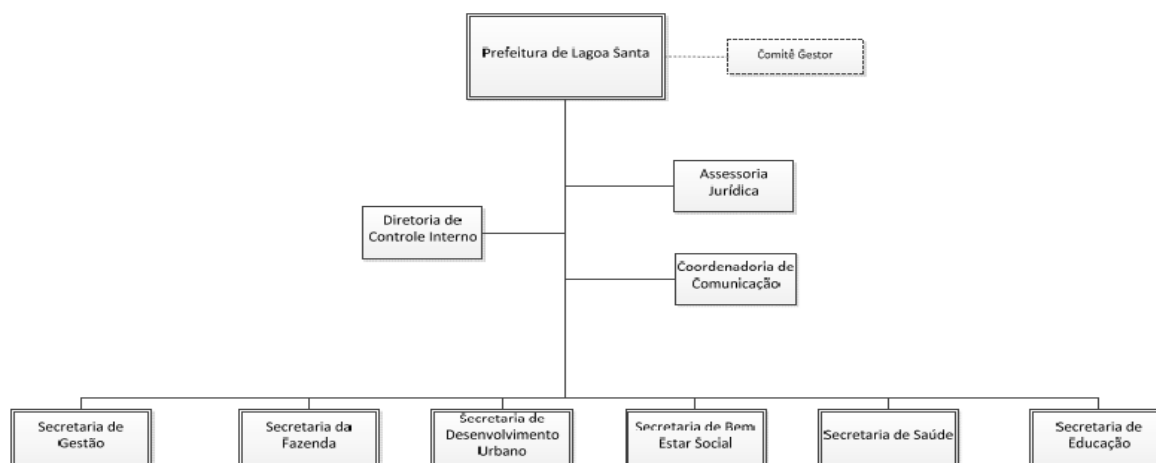 Prefeitura de Lagoa Santa
Comitê Gestor
Assessoria
Jurídica
Diretoria de
Controle Interno
Coordenadoria de
Comunicação
Secretaria de
Gestão
Secretaria da
Fazenda
Secretaria de
Desenvolvimento
Urbano
Secretaria de Bem
Estar Social
Secretaria de Saúde
Secretaria de
Educação